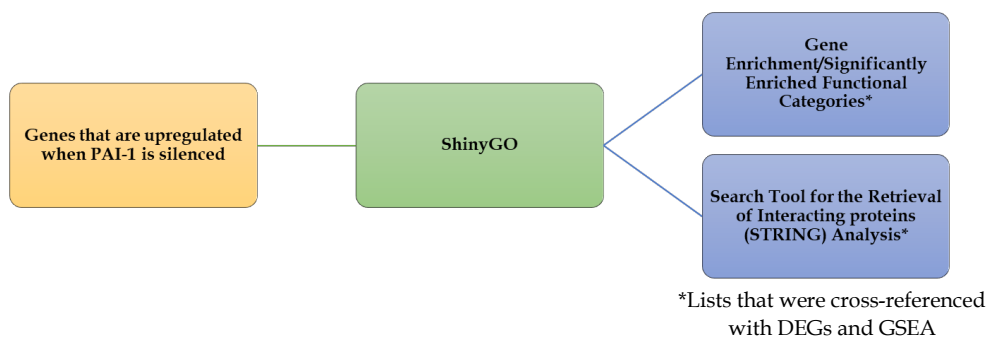 Genes that are upregulated
when PAI-1 is silenced
ShinyGO
Gene
Enrichment/Significantly
Enriched Functional
Categories*
Search Tool for the Retrieval
of Interacting proteins
(STRING) Analysis*
*Lists that were cross-referenced
with DEGs and GSEA